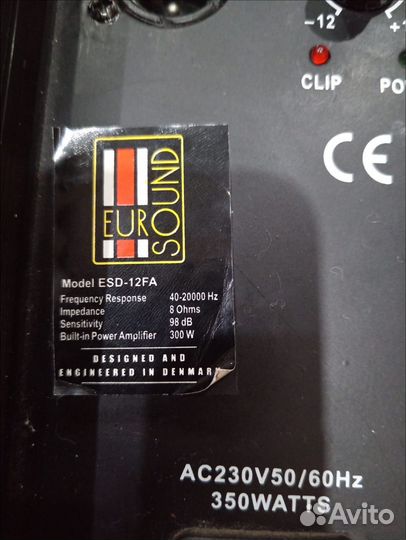 -12
+1
CLIP
PO
CE
EURO
SOUND
Model ESD-12FA
Frequency Response 40-20000 Hz
Impedance 8 Ohms
Sensitivity 98 dB
Built-in Power Amplifier 300 W
DESIGNED AND
ENGINEERED IN DENMARK
AC230V50/60Hz
350WATTS
Avito